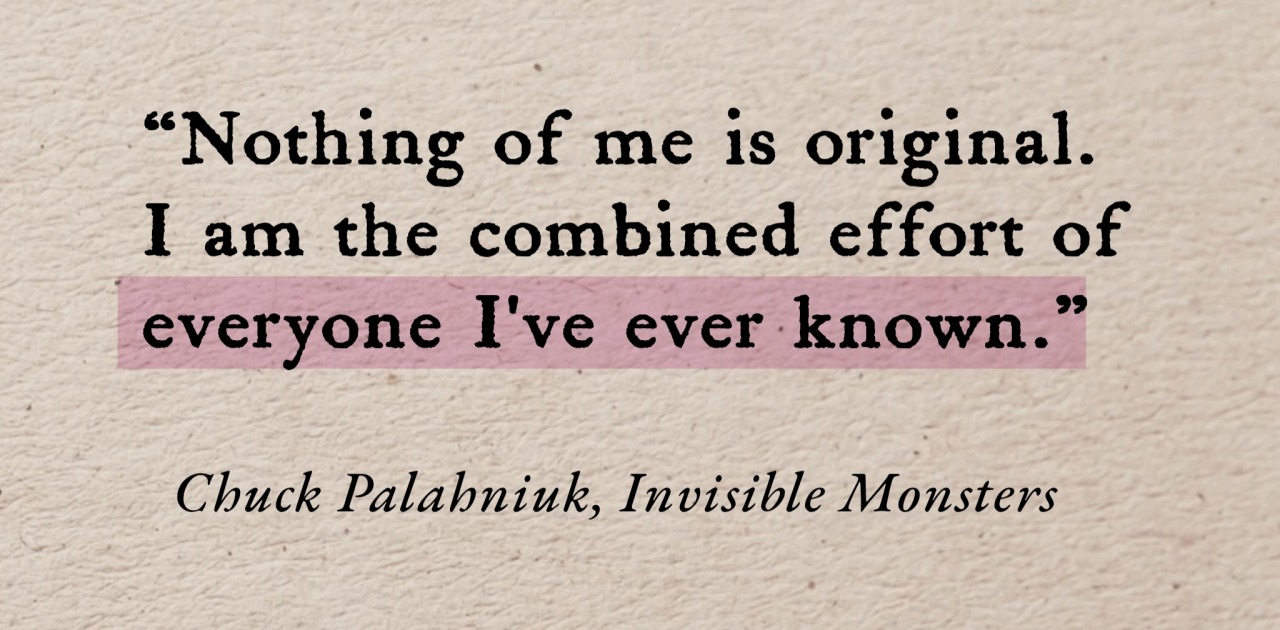 “Nothing of me is original.
I am the combined effort of
everyone I've ever known.”
Chuck Palahniuk, Invisible Monsters